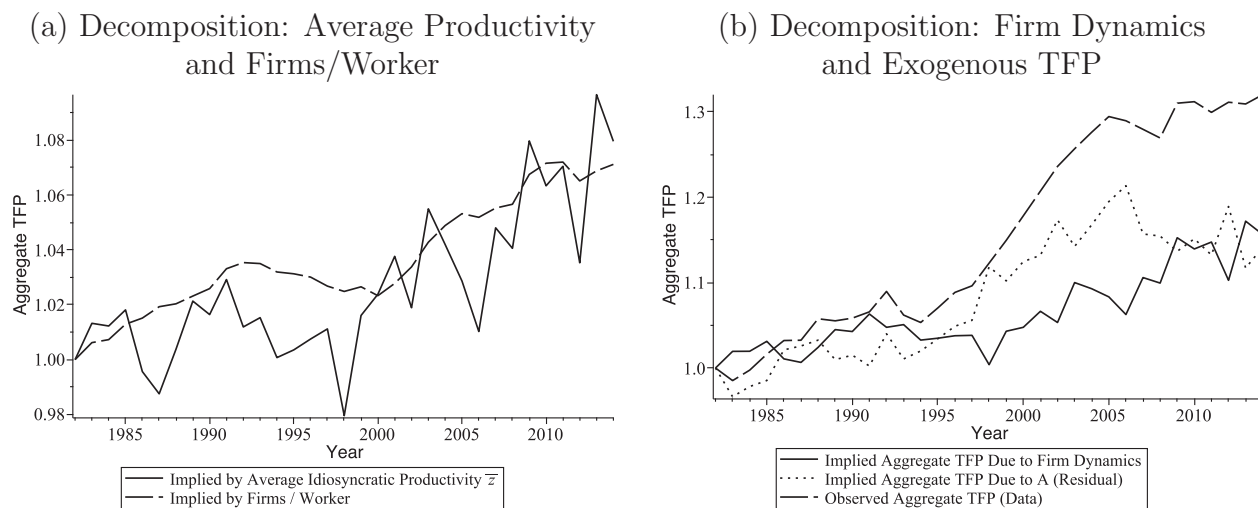 (a) Decomposition: Average Productivity
and Firms/Worker
Aggregate TFP
1.08
1.06
1.04
1.02
1.00
0.98
1985 1990 1995 2000 2005 2010
Year
Implied by Average Idiosyncratic Productivity z̅
Implied by Firms / Worker
(b) Decomposition: Firm Dynamics
and Exogenous TFP
Aggregate TFP
1.3
1.2
1.1
1.0
1985 1990 1995 2000 2005 2010
Year
Implied Aggregate TFP Due to Firm Dynamics
Implied Aggregate TFP Due to A (Residual)
Observed Aggregate TFP (Data)